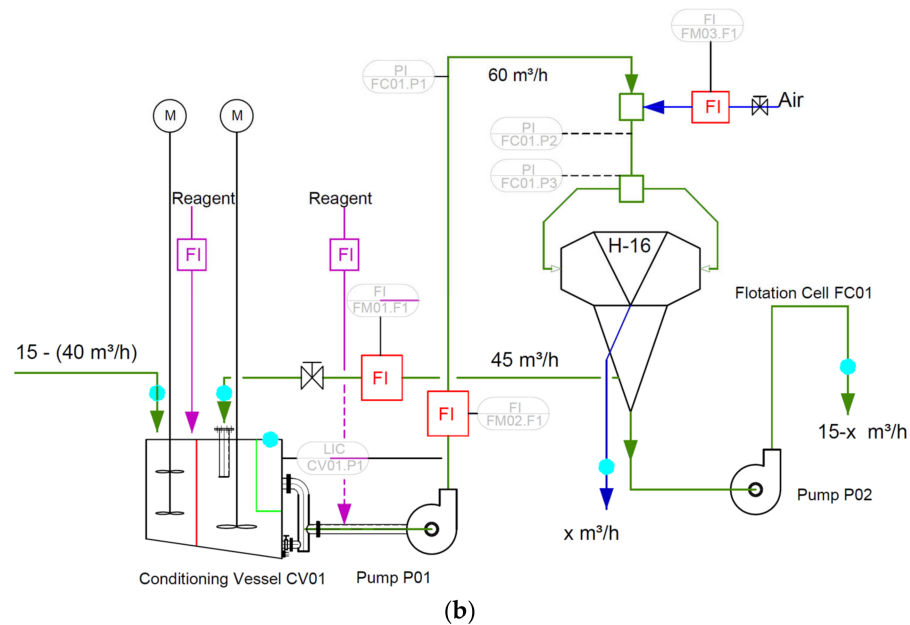 FI
FM03.F1
PI
FC01.P1
60 m³/h
FI
Air
M
M
PI
FC01.P2
PI
FC01.P3
Reagent
Reagent
FI
FI
H-16
FI
FM01.F1
Flotation Cell FC01
15 - (40 m³/h)
45 m³/h
FI
FI
FI
FM02.F1
15-x m³/h
LIC
CV01.P1
Pump P02
x m³/h
Conditioning Vessel CV01
Pump P01
(b)